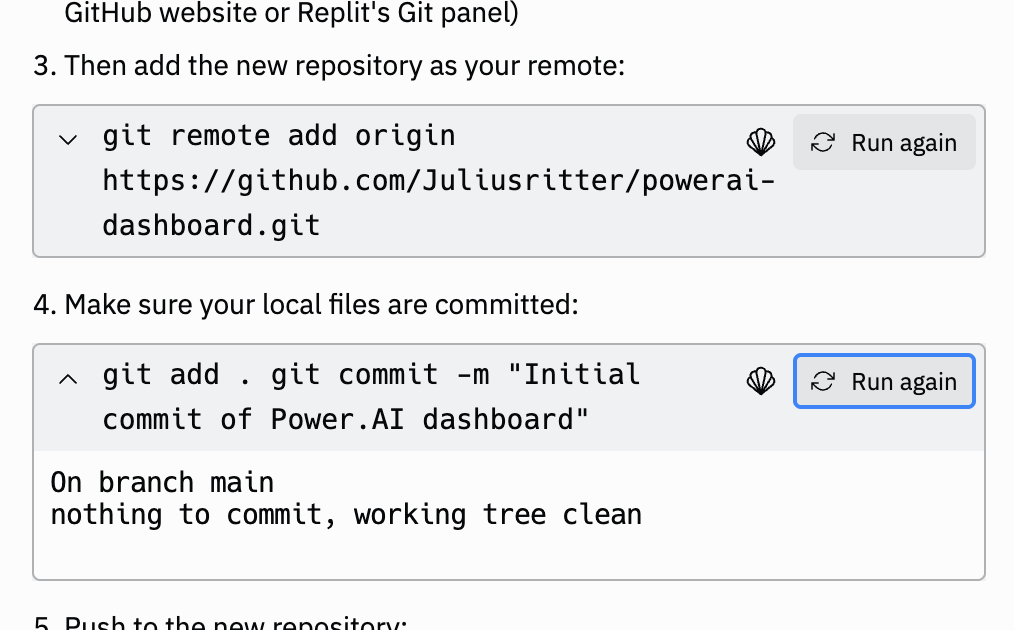 GitHub website or Replit's Git panel)
3. Then add the new repository as your remote:
git remote add origin
https://github.com/Juliusritter/powerai-
dashboard.git
Run again
4. Make sure your local files are committed:
git add . git commit -m "Initial
commit of Power.AI dashboard"
Run again
On branch main
nothing to commit, working tree clean
5. Push to the new repository: